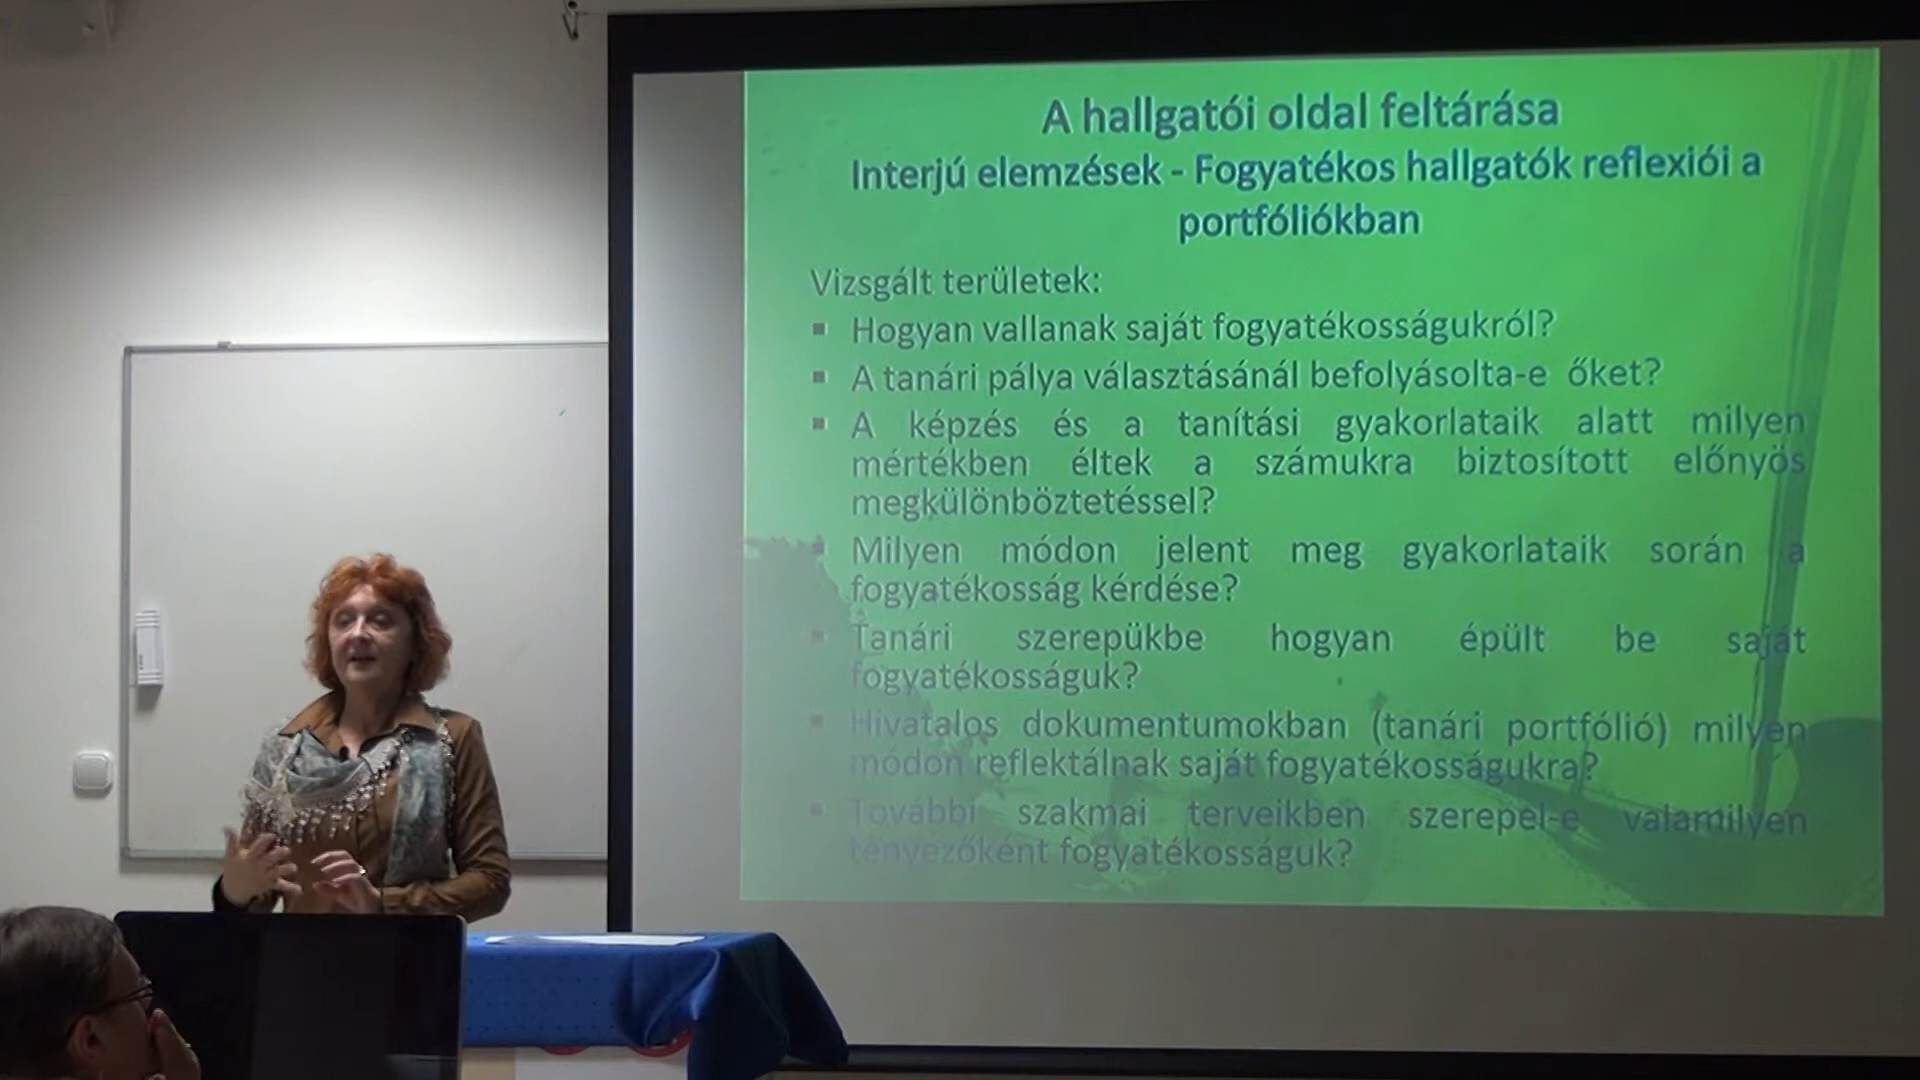 A hallgatói oldal feltárása
Interjú elemzések - Fogyatékos hallgatók reflexiói a
portfóliókban
Vizsgált területek:
▪ Hogyan vallanak saját fogyatékosságukról?
▪ A tanári pálya választásánál befolyásolta-e őket?
▪ A képzés és a tanítási gyakorlataik alatt milyen
mértékben éltek a számukra biztosított előnyös
megkülönböztetéssel?
▪ Milyen módon jelent meg gyakorlataik során a
fogyatékosság kérdése?
▪ Tanári szerepükbe hogyan épült be saját
fogyatékosságuk?
▪ Hivatalos dokumentumokban (tanári portfólió) milyen
módon reflektálnak saját fogyatékosságukra?
▪ További szakmai terveikben szerepel-e valamilyen
tényezőként fogyatékosságuk?